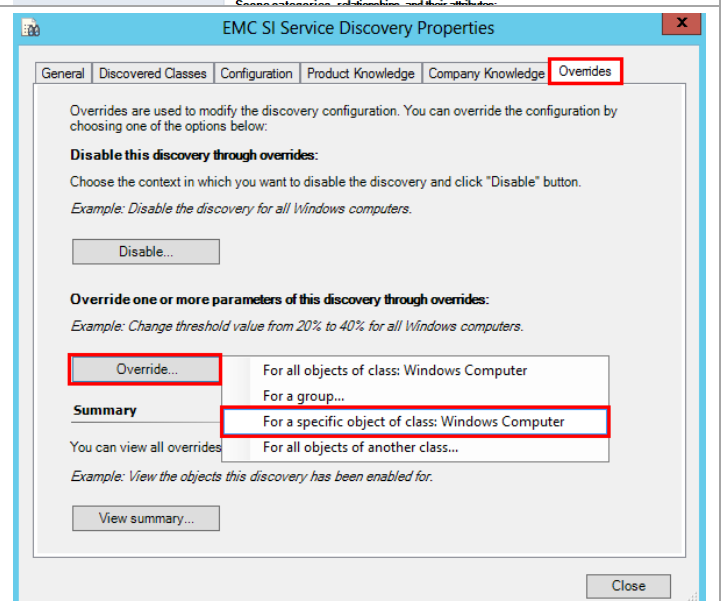 Scope categories, relationships, and their attributes:
EMC SI Service Discovery Properties
x
General Discovered Classes Configuration Product Knowledge Company Knowledge Overrides
Overrides are used to modify the discovery configuration. You can override the configuration by
choosing one of the options below:
Disable this discovery through overrides:
Choose the context in which you want to disable the discovery and click "Disable" button.
Example: Disable the discovery for all Windows computers.
Disable...
Override one or more parameters of this discovery through overrides:
Example: Change threshold value from 20% to 40% for all Windows computers.
Override...
For all objects of class: Windows Computer
For a group...
Summary
For a specific object of class: Windows Computer
You can view all overrides
For all objects of another class...
Example: View the objects this discovery has been enabled for.
View summary...
Close